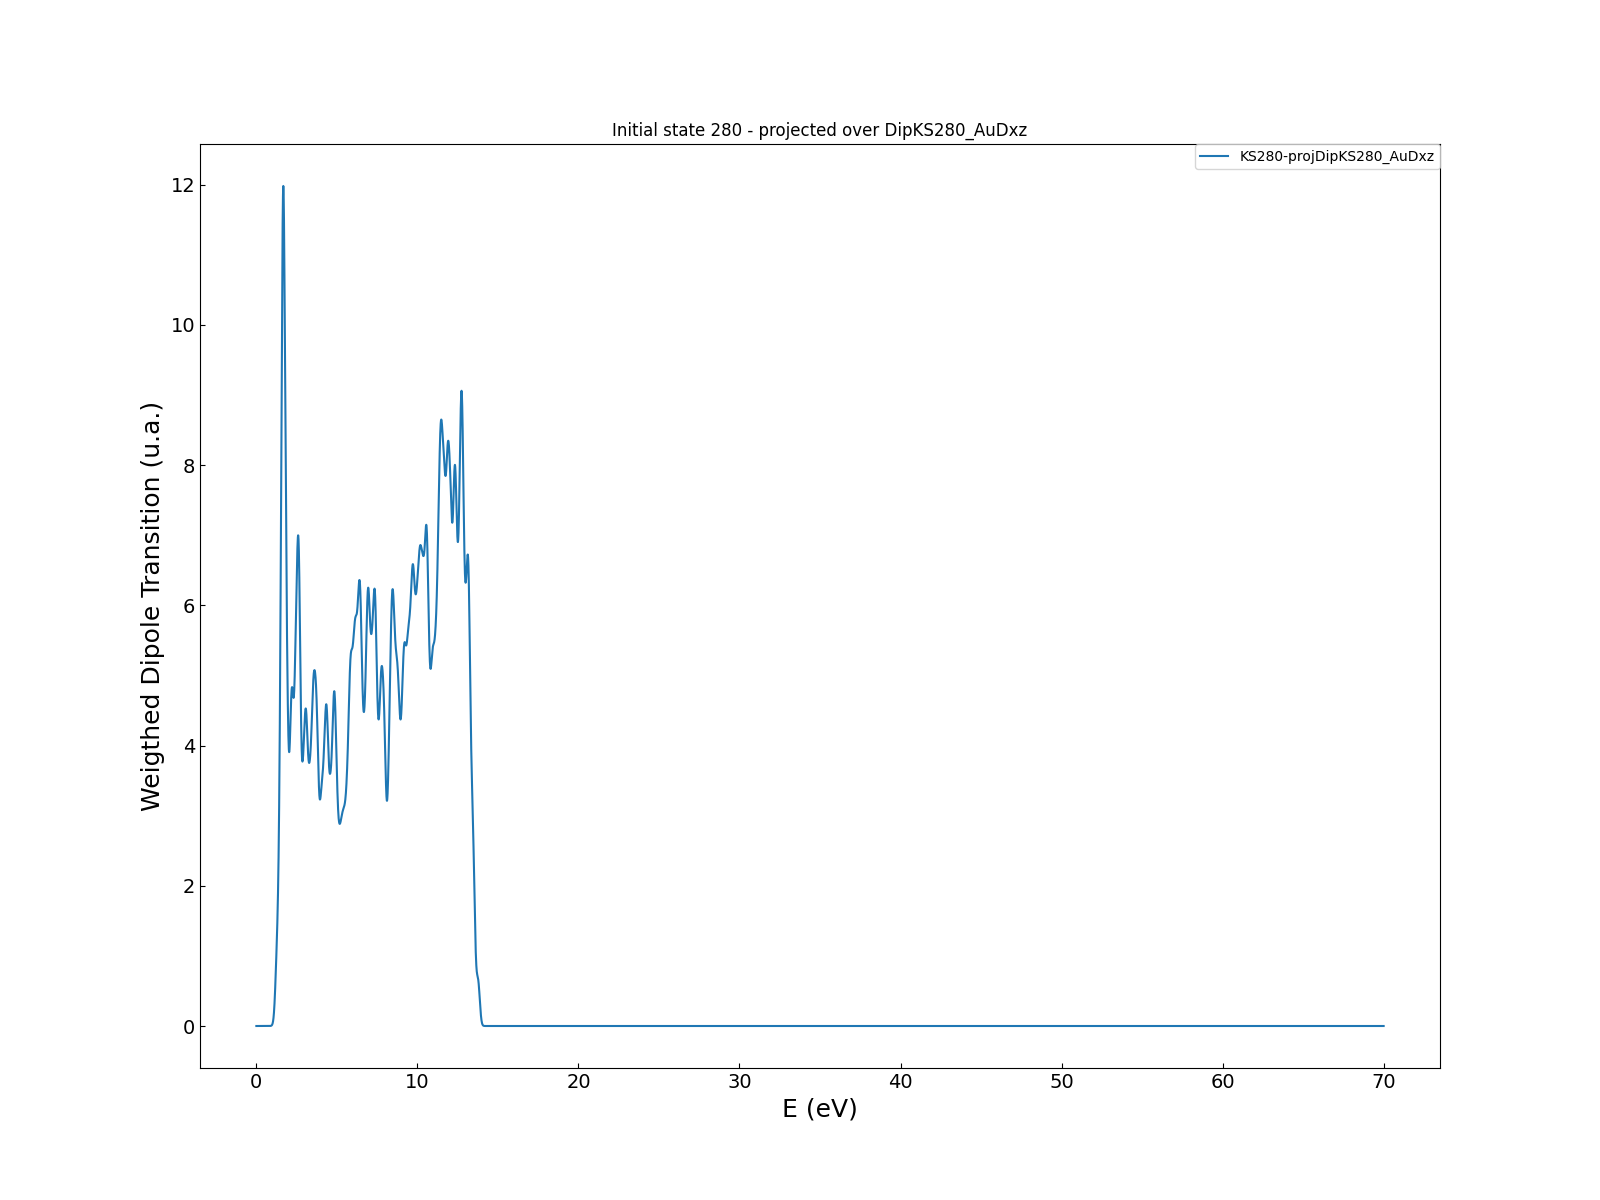 Initial state 280 - projected over DipKS280_AuDxz
KS280-projDipKS280_AuDxz
Weigthed Dipole Transition (u.a.)
12
10
8
6
4
2
0
0 10 20 30 40 50 60 70
E (eV)